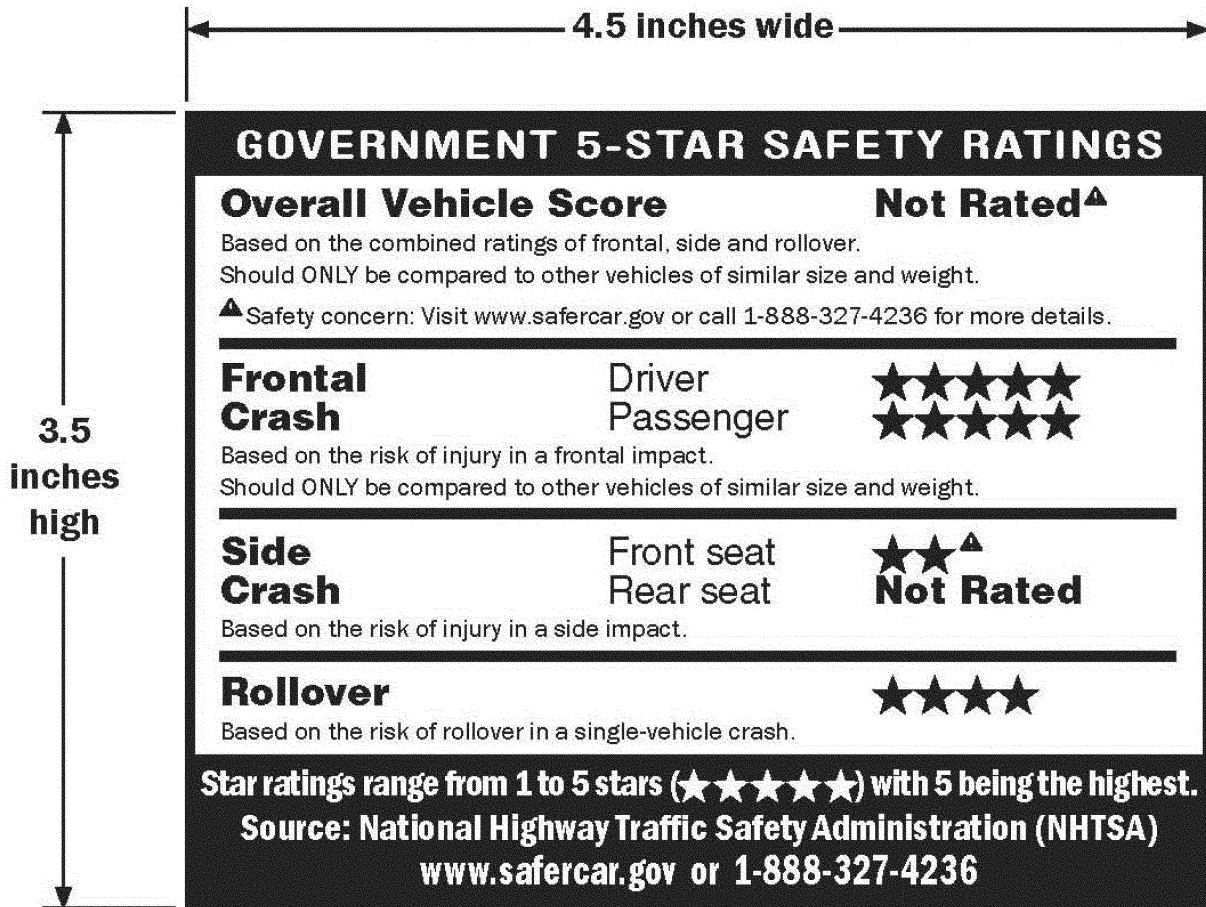 4.5 inches wide
3.5
inches
high
GOVERNMENT 5-STAR SAFETY RATINGS
Overall Vehicle Score Not Rated⚠
Based on the combined ratings of frontal, side and rollover.
Should ONLY be compared to other vehicles of similar size and weight.
⚠ Safety concern: Visit www.safercar.gov or call 1-888-327-4236 for more details.
Frontal Driver ★★★★★
Crash Passenger ★★★★★
Based on the risk of injury in a frontal impact.
Should ONLY be compared to other vehicles of similar size and weight.
Side Front seat ★★⚠
Crash Rear seat Not Rated
Based on the risk of injury in a side impact.
Rollover ★★★★
Based on the risk of rollover in a single-vehicle crash.
Star ratings range from 1 to 5 stars (★★★★★) with 5 being the highest.
Source: National Highway Traffic Safety Administration (NHTSA)
www.safercar.gov or 1-888-327-4236